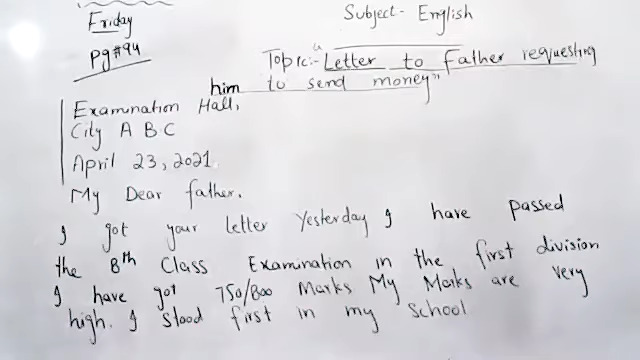 Friday
Pg#94
Subject- English
Topic:- "Letter to Father requesting
him to send money"
Examination Hall,
City A B C
April 23, 2021.
My Dear father.
I got your letter Yesterday I have passed
the 8th Class Examination in the first division
I have got 750/800 Marks My Marks are very
high. I stood first in my school